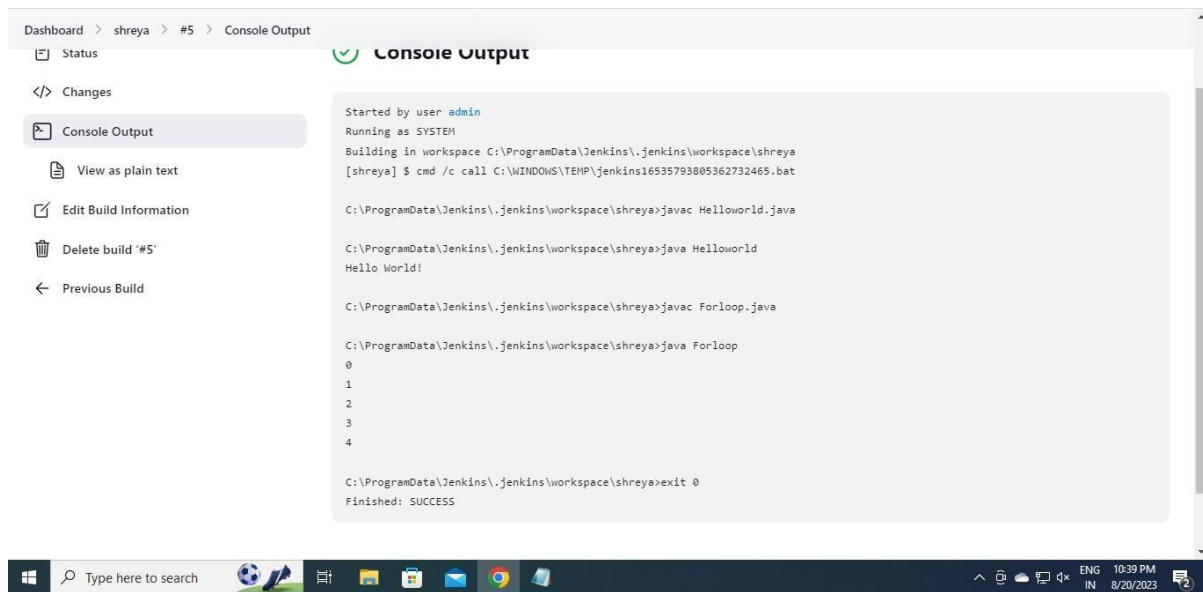 Dashboard > shreya > #5 > Console Output
Status
Changes
Console Output
View as plain text
Edit Build Information
Delete build '#5'
Previous Build
Console Output
Started by user admin
Running as SYSTEM
Building in workspace C:\ProgramData\Jenkins\.jenkins\workspace\shreya
[shreya] $ cmd /c call C:\WINDOWS\TEMP\jenkins16535793805362732465.bat
C:\ProgramData\Jenkins\.jenkins\workspace\shreya>javac Helloworld.java
C:\ProgramData\Jenkins\.jenkins\workspace\shreya>java Helloworld
Hello World!
C:\ProgramData\Jenkins\.jenkins\workspace\shreya>javac Forloop.java
C:\ProgramData\Jenkins\.jenkins\workspace\shreya>java Forloop
0
1
2
3
4
C:\ProgramData\Jenkins\.jenkins\workspace\shreya>exit 0
Finished: SUCCESS
Type here to search
ENG
IN
10:39 PM
8/20/2023
2